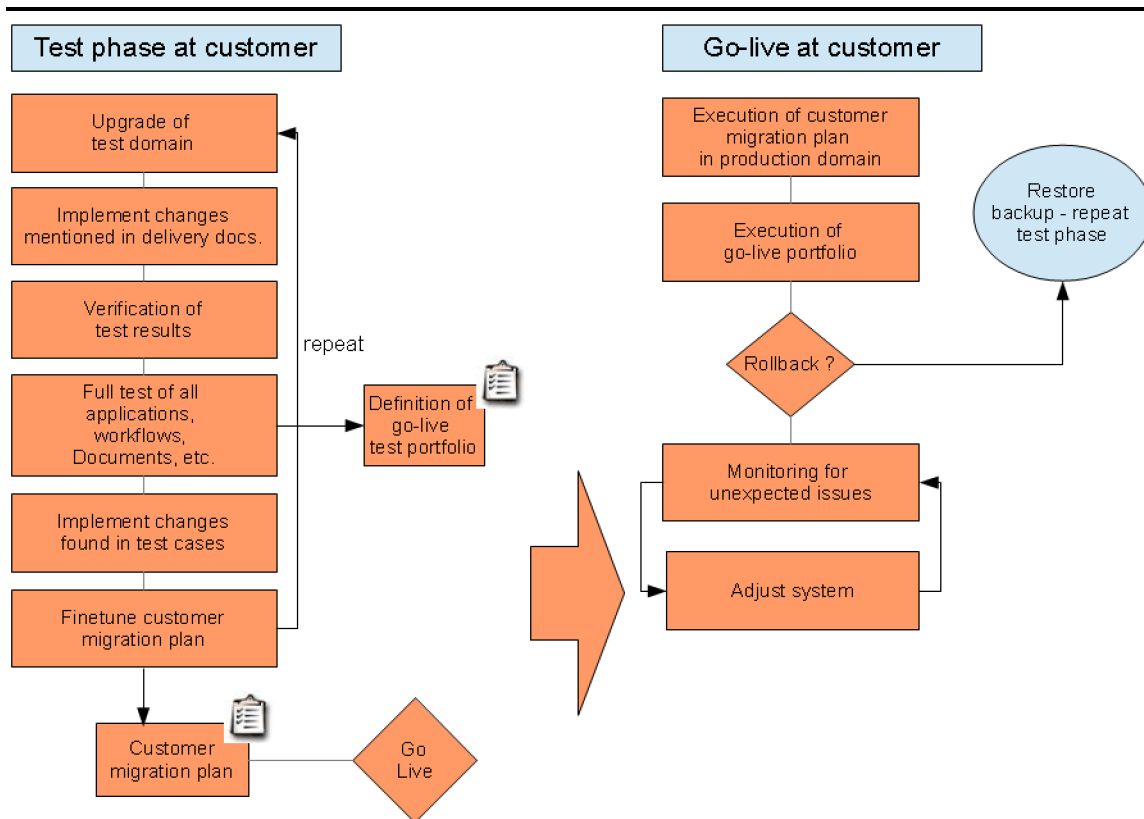 Test phase at customer
Upgrade of
test domain
Implement changes
mentioned in delivery docs.
Verification of
test results
repeat
Full test of all
applications,
workflows,
Documents, etc.
Definition of
go-live
test portfolio
Implement changes
found in test cases
Finetune customer
migration plan
Customer
migration plan
Go
Live
Go-live at customer
Execution of customer
migration plan
in production domain
Execution of
go-live portfolio
Restore
backup - repeat
test phase
Rollback ?
Monitoring for
unexpected issues
Adjust system